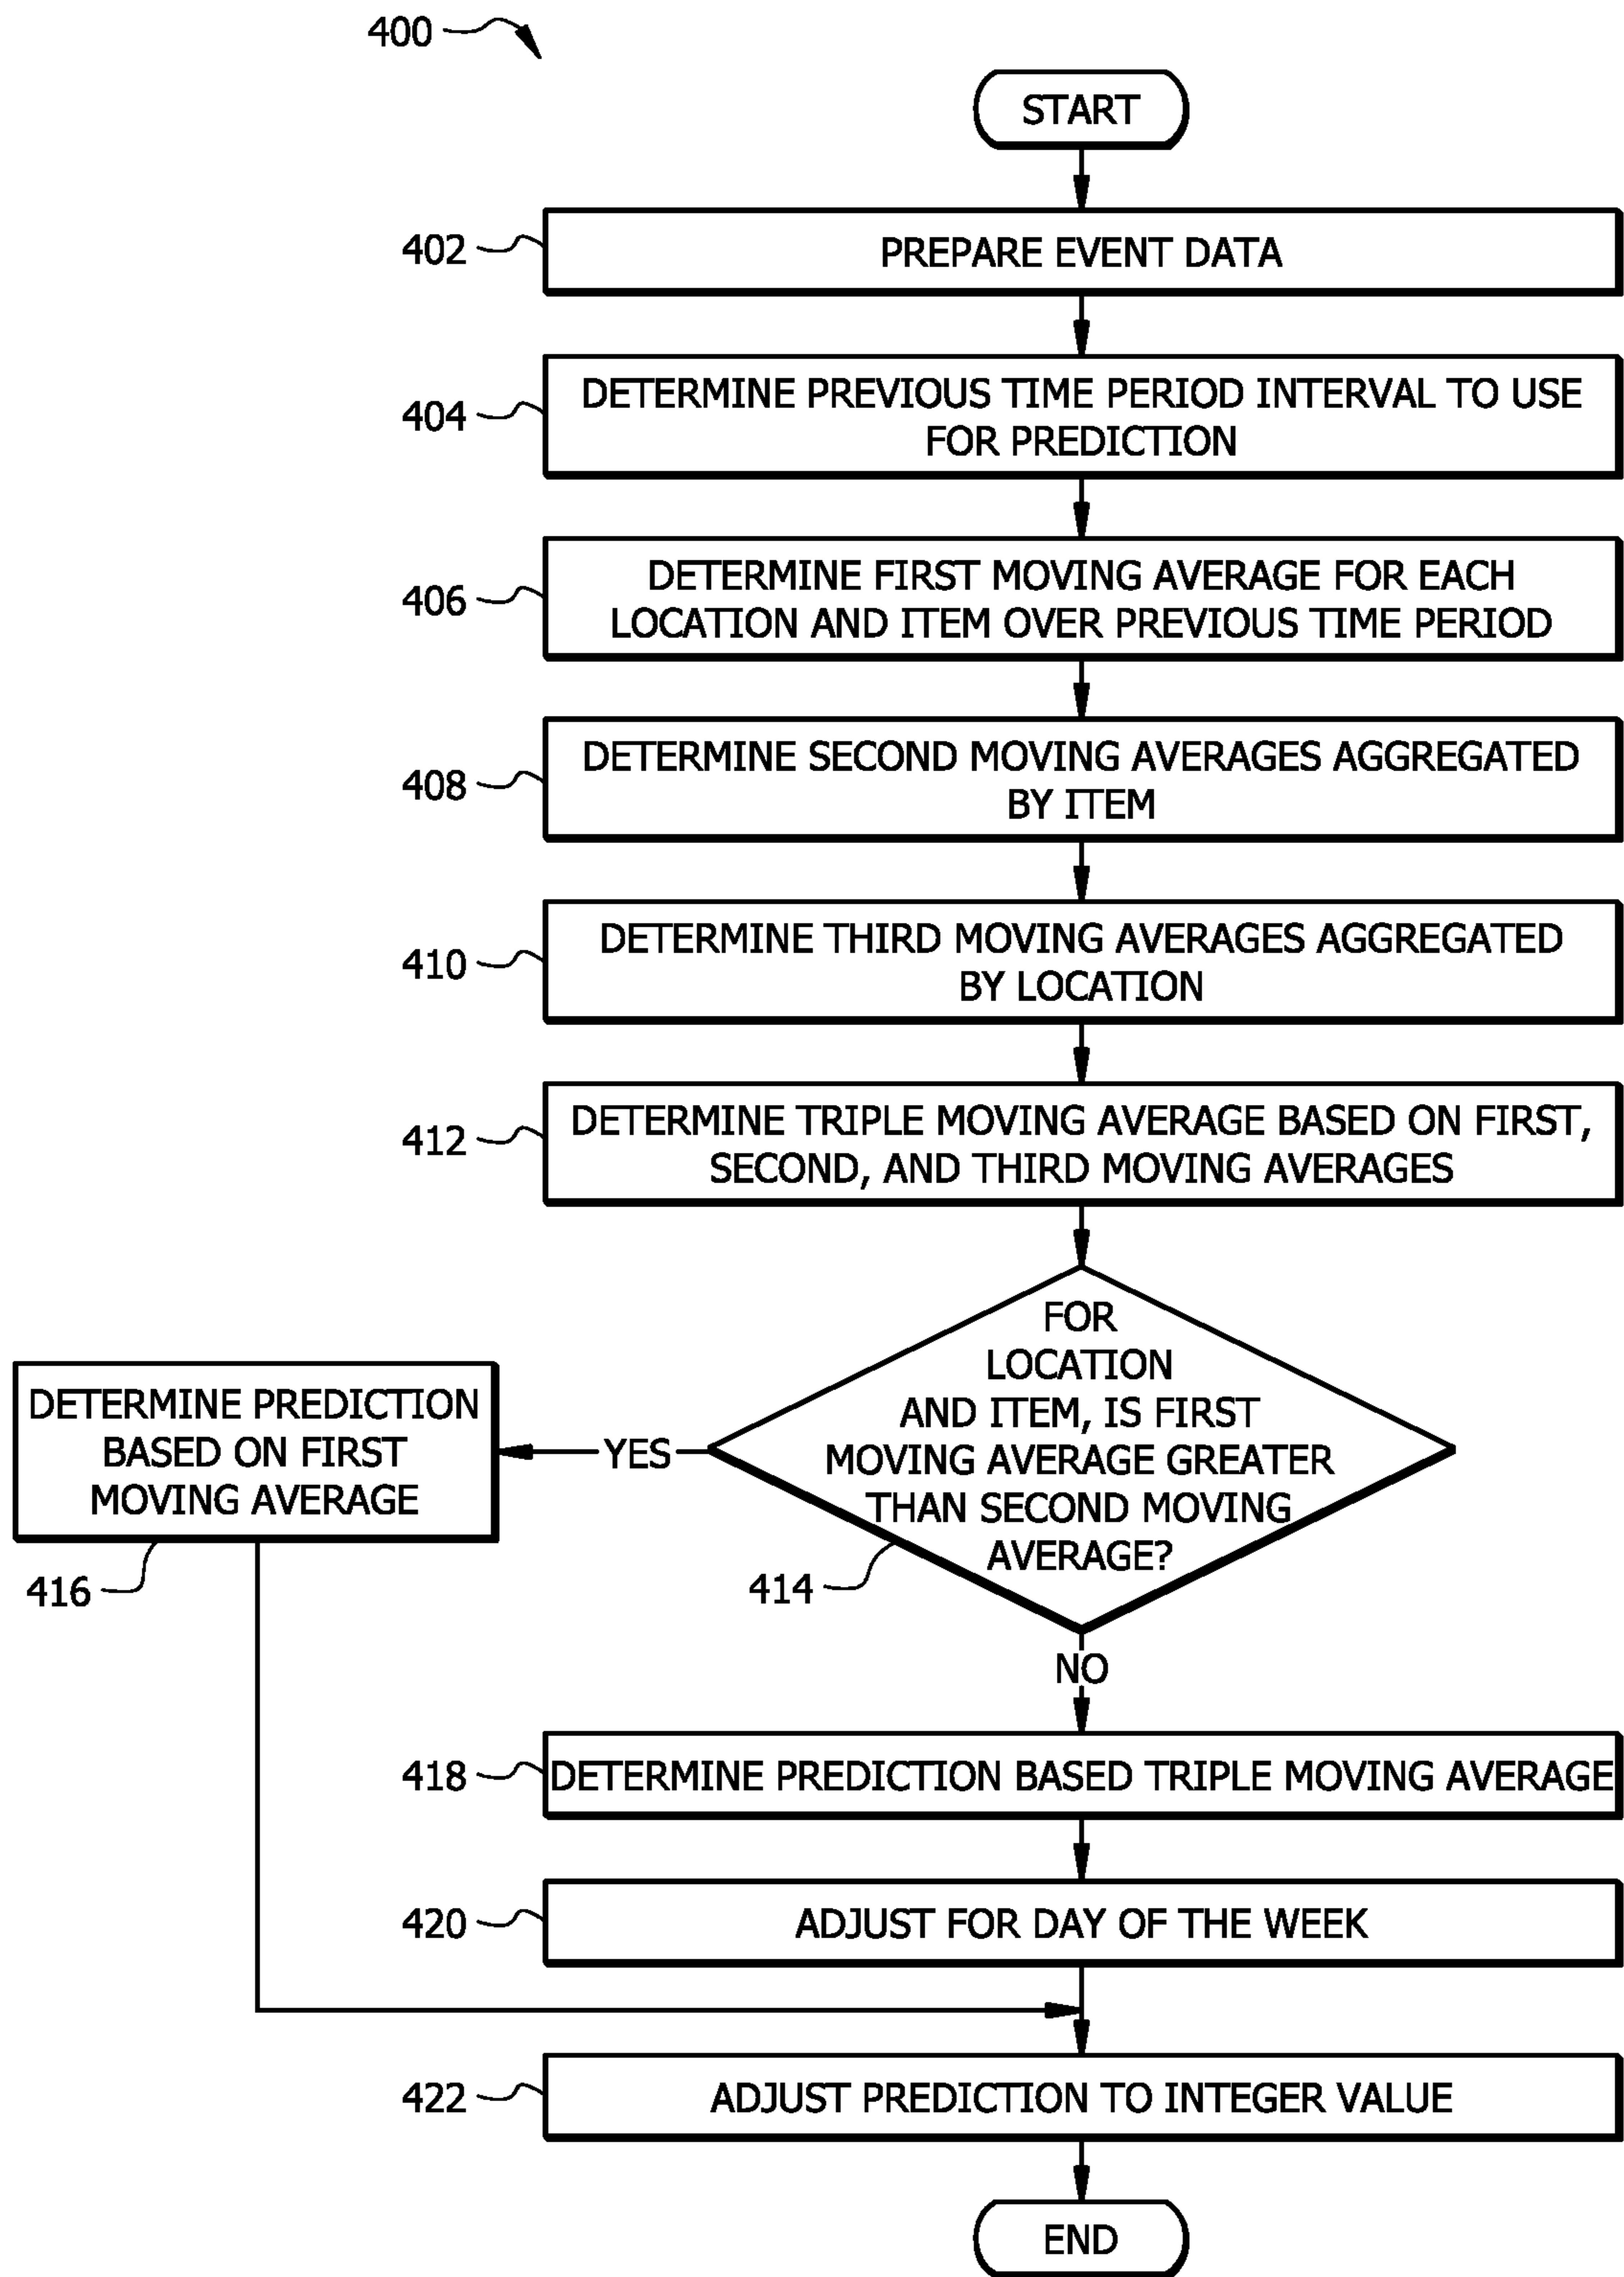 400
START
402
PREPARE EVENT DATA
404
DETERMINE PREVIOUS TIME PERIOD INTERVAL TO USE
FOR PREDICTION
406
DETERMINE FIRST MOVING AVERAGE FOR EACH
LOCATION AND ITEM OVER PREVIOUS TIME PERIOD
408
DETERMINE SECOND MOVING AVERAGES AGGREGATED
BY ITEM
410
DETERMINE THIRD MOVING AVERAGES AGGREGATED
BY LOCATION
412
DETERMINE TRIPLE MOVING AVERAGE BASED ON FIRST,
SECOND, AND THIRD MOVING AVERAGES
FOR
LOCATION
AND ITEM, IS FIRST
MOVING AVERAGE GREATER
THAN SECOND MOVING
AVERAGE?
414
YES
DETERMINE PREDICTION
BASED ON FIRST
MOVING AVERAGE
416
NO
418
DETERMINE PREDICTION BASED TRIPLE MOVING AVERAGE
420
ADJUST FOR DAY OF THE WEEK
422
ADJUST PREDICTION TO INTEGER VALUE
END